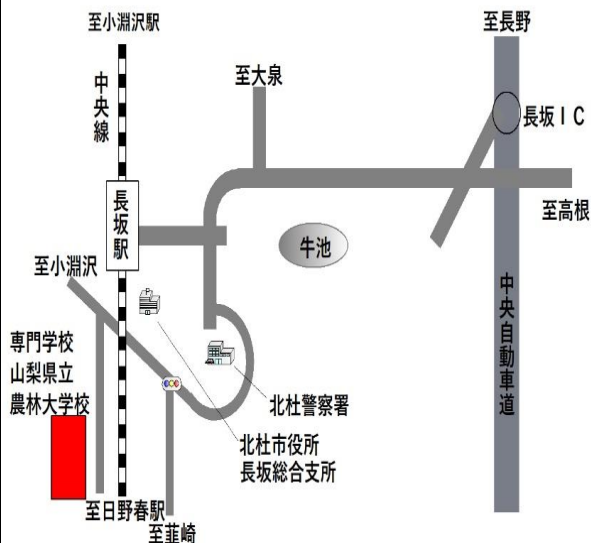 至小淵沢駅
至長野
中央線
至大泉
長坂ＩＣ
長坂駅
至高根
牛池
至小淵沢
中央自動車道
専門学校
山梨県立
農林大学校
北杜警察署
北杜市役所
長坂総合支所
至日野春駅
至韮崎